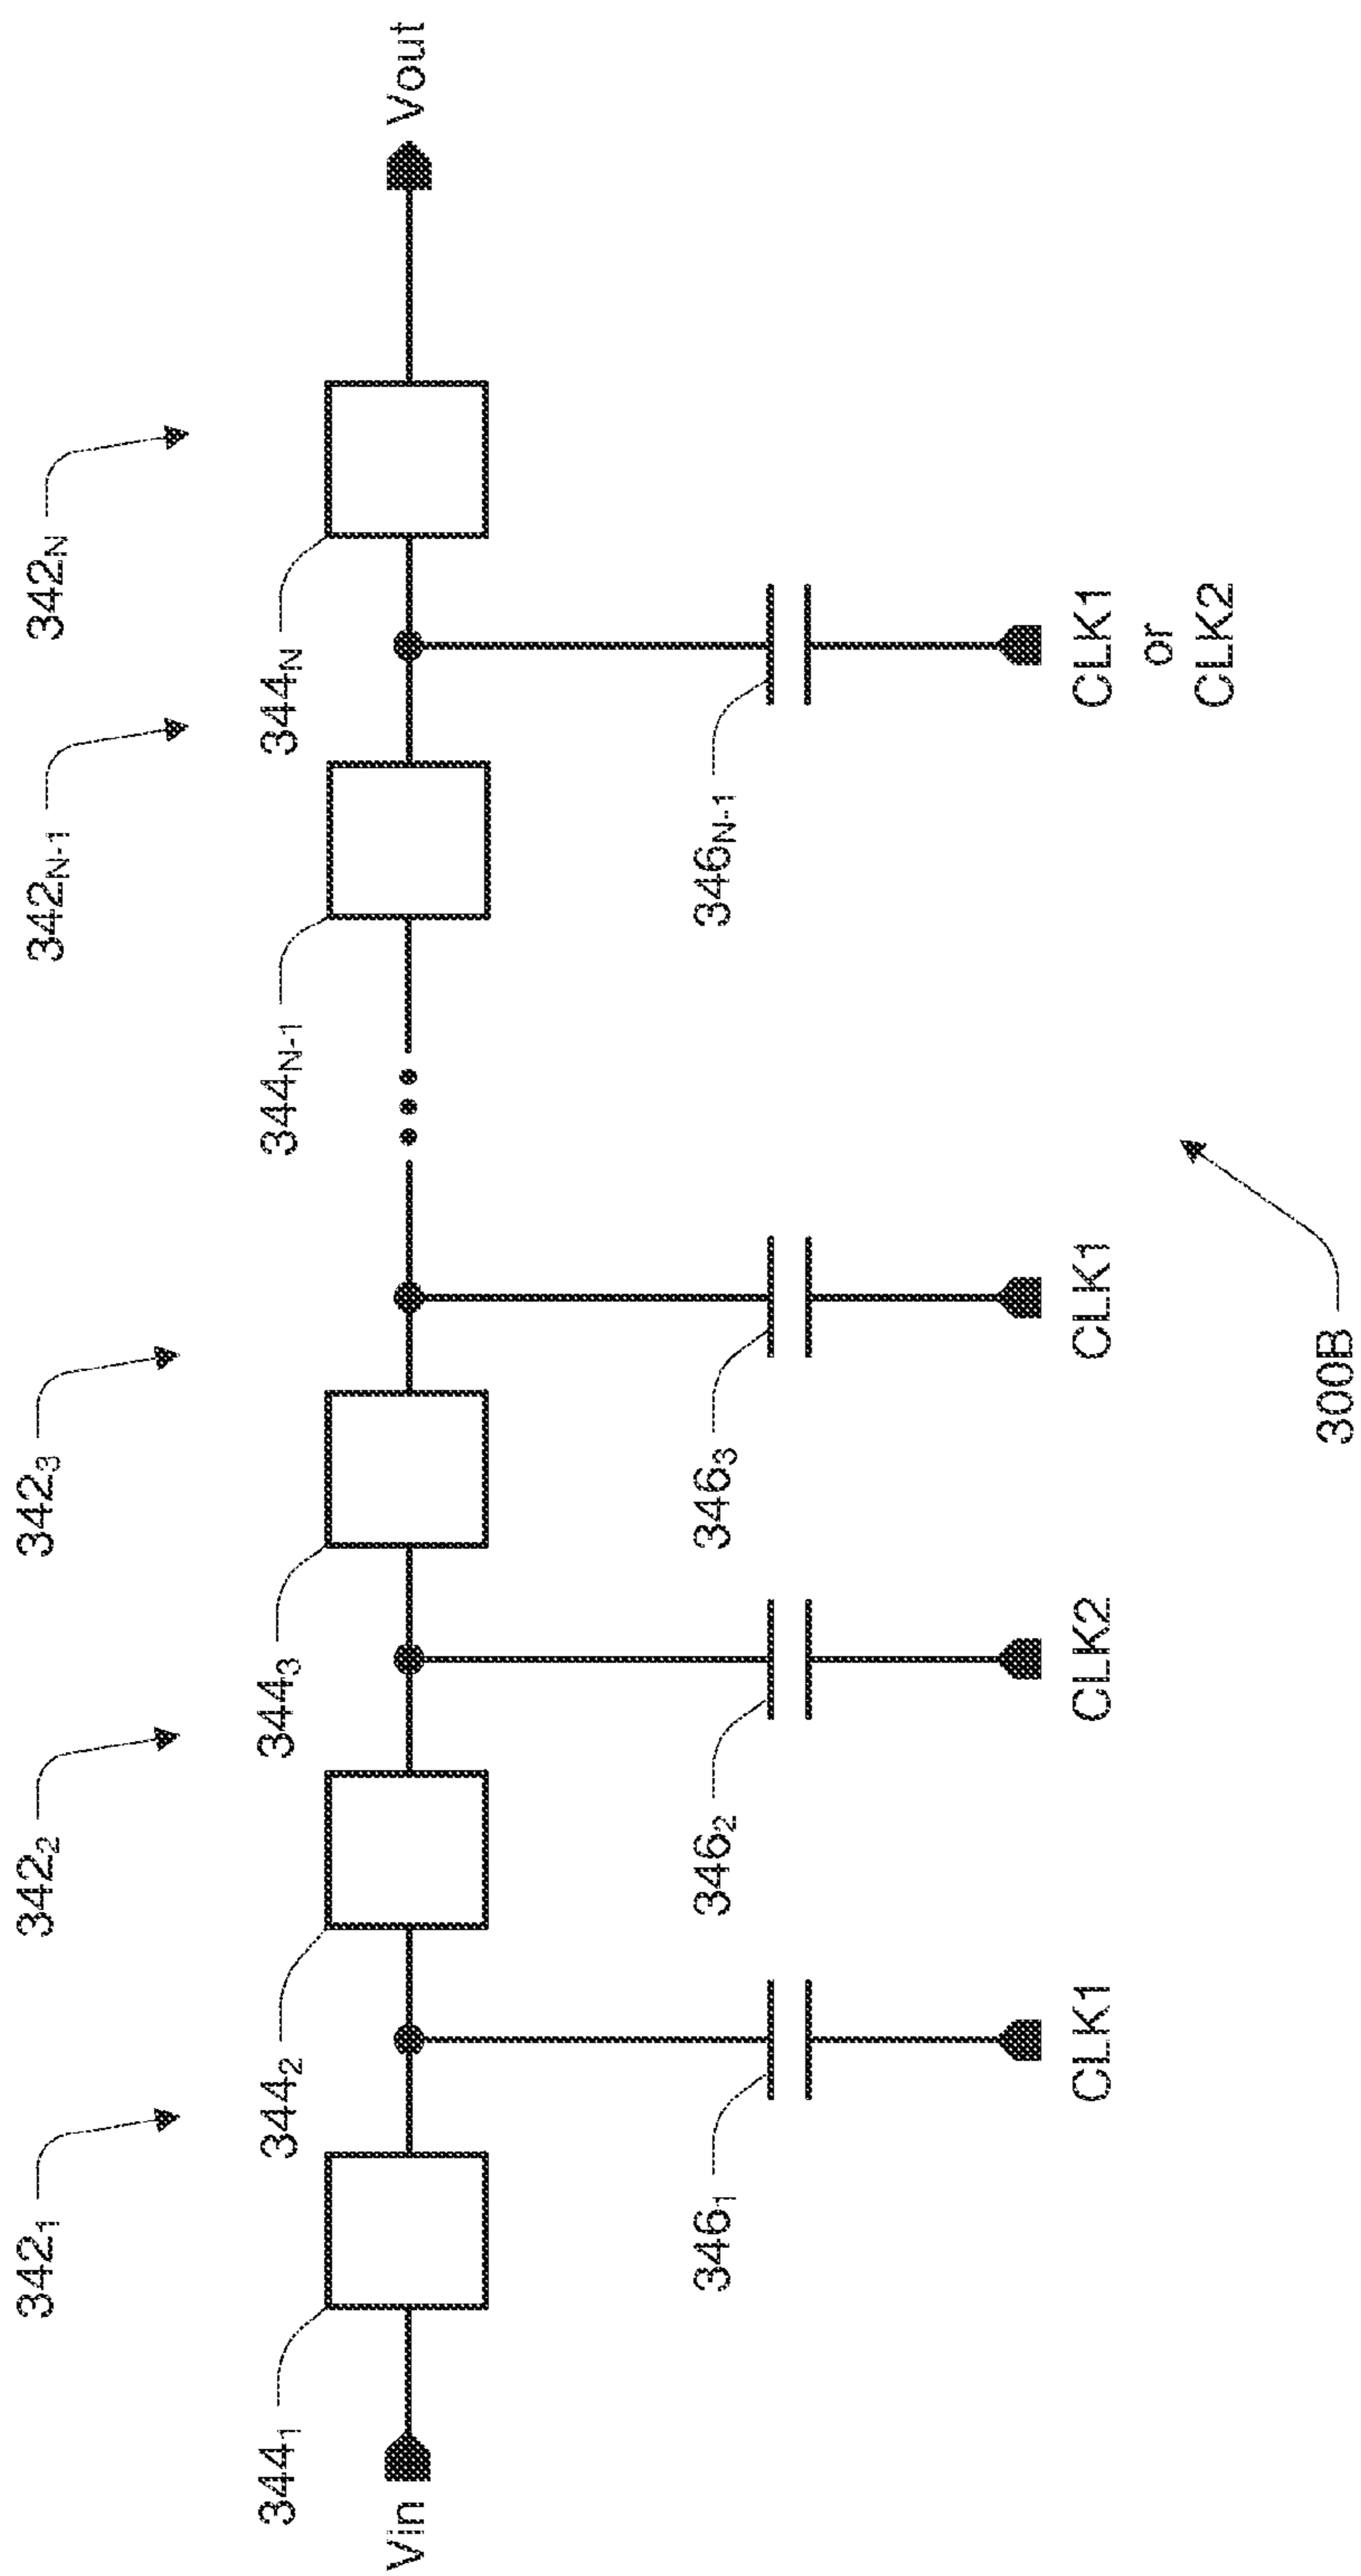 342₁
342₂
342₃
342N-1
342N
344₁
344₂
344₃
344N-1
344N
Vin
Vout
346₁
346₂
346₃
346N-1
CLK1
CLK2
CLK1
CLK1
or
CLK2
300B